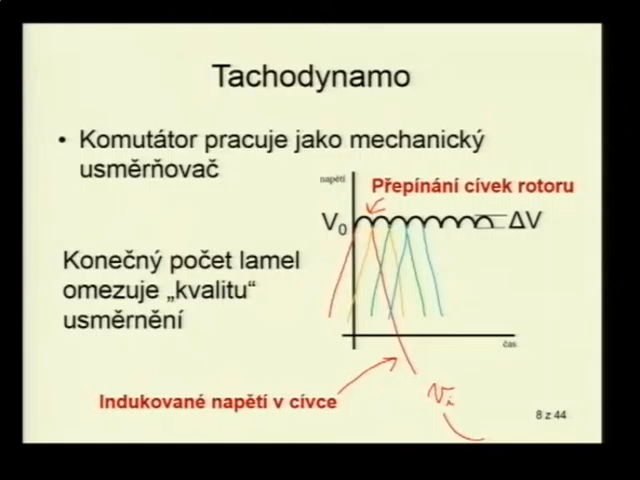 Tachodynamo
• Komutátor pracuje jako mechanický
usměrňovač
napětí
Přepínání cívek rotoru
V₀
ΔV
Konečný počet lamel
omezuje „kvalitu“
usměrnění
čas
Indukované napětí v cívce
vᵢ
8 z 44